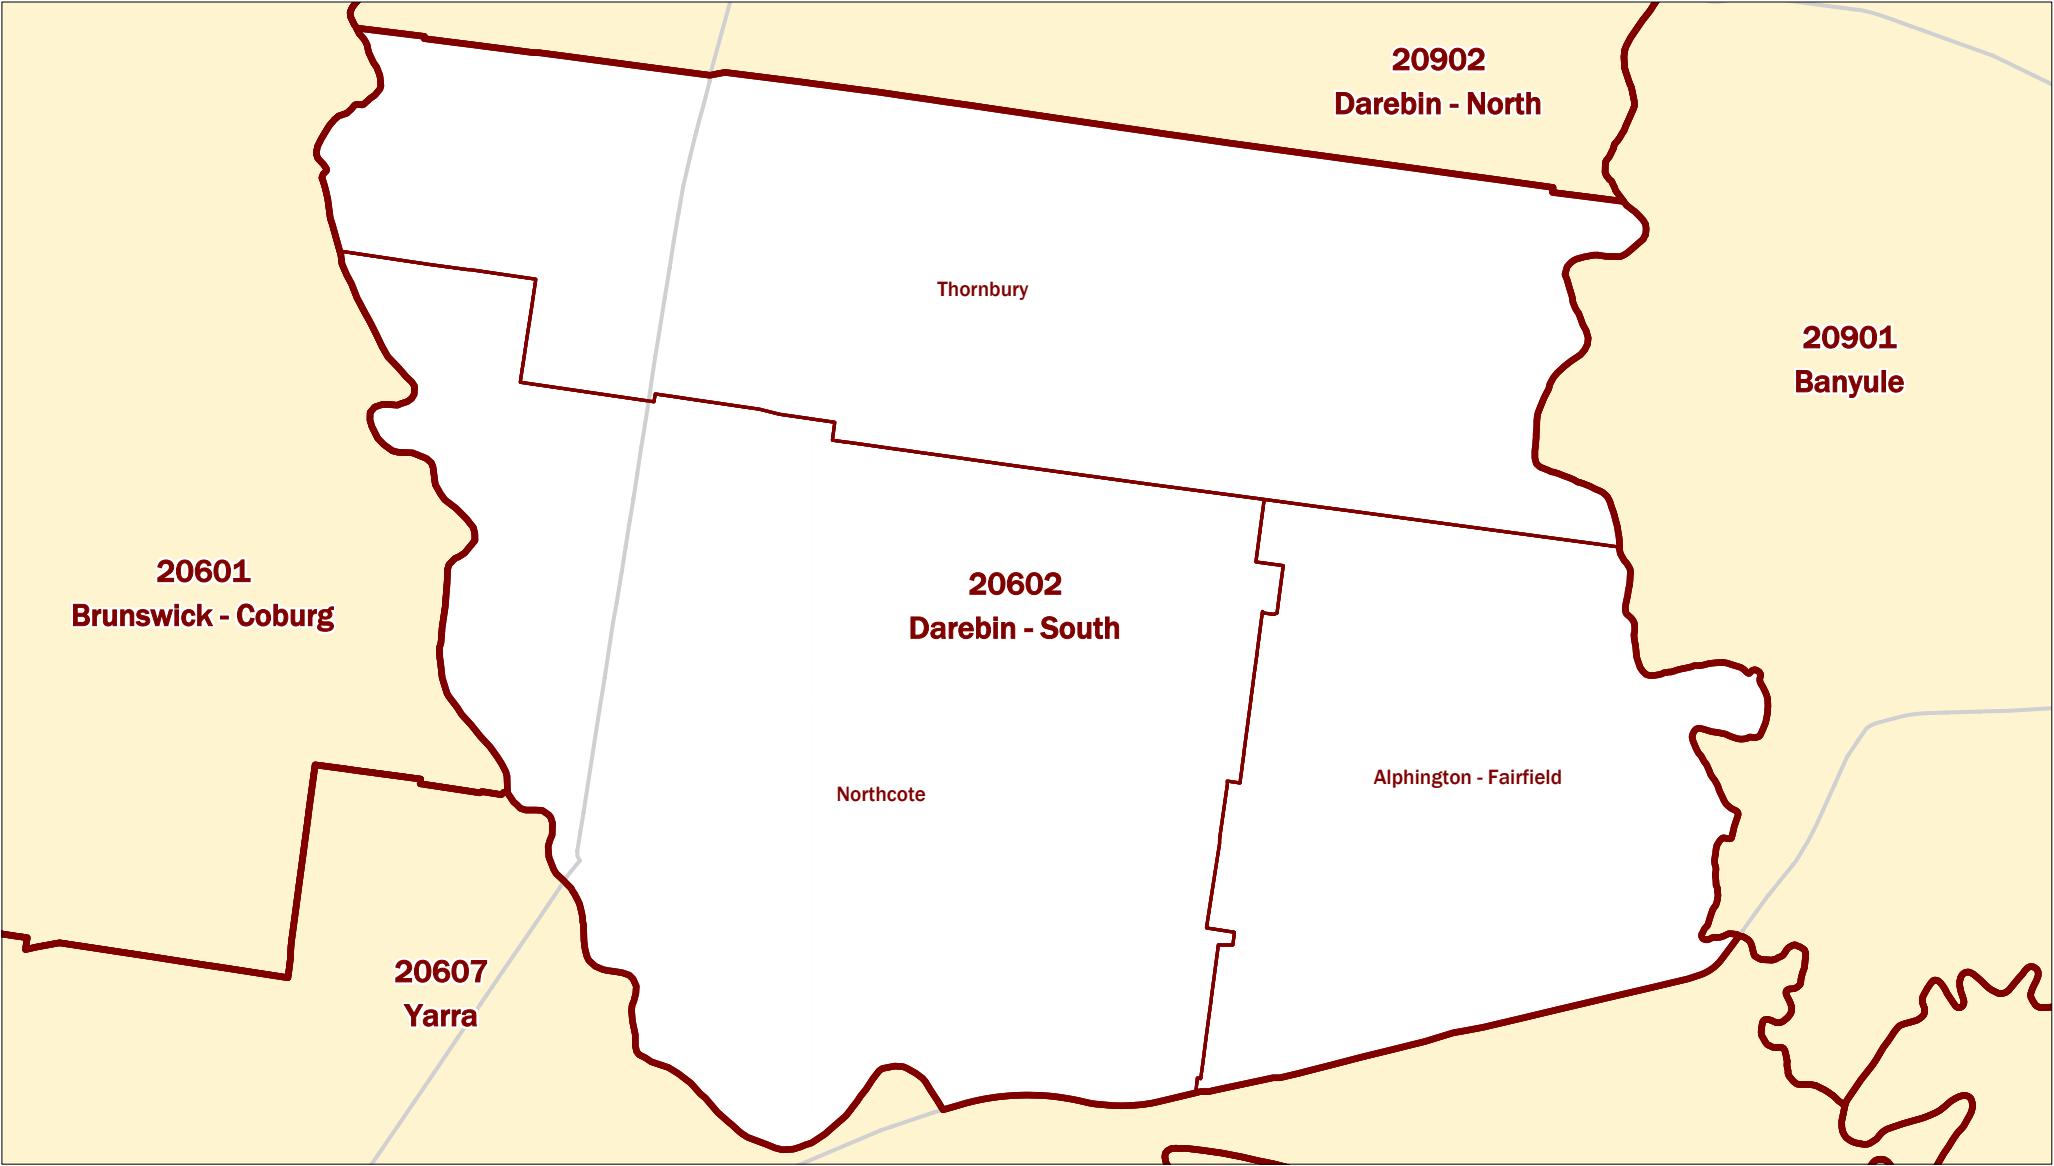 20902
Darebin - North
Thornbury
20901
Banyule
20601
Brunswick - Coburg
20602
Darebin - South
Northcote
Alphington - Fairfield
20607
Yarra